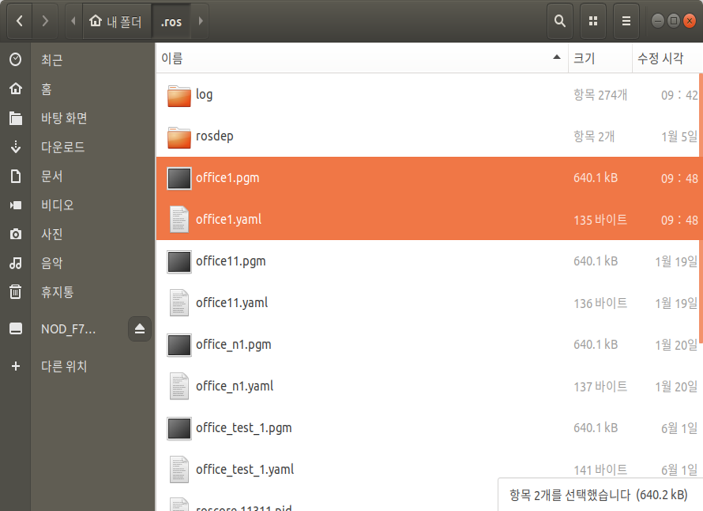 내 폴더 .ros
최근
홈
바탕 화면
다운로드
문서
비디오
사진
음악
휴지통
NOD_F7...
다른 위치
이름 크기 수정 시각
log 항목 274개 09 : 42
rosdep 항목 2개 1월 5일
office1.pgm 640.1 kB 09 : 48
office1.yaml 135 바이트 09 : 48
office11.pgm 640.1 kB 1월 19일
office11.yaml 136 바이트 1월 19일
office_n1.pgm 640.1 kB 1월 20일
office_n1.yaml 137 바이트 1월 20일
office_test_1.pgm 640.1 kB 6월 1일
office_test_1.yaml 141 바이트 6월 1일
roscore-11311.pid
항목 2개를 선택했습니다 (640.2 kB)